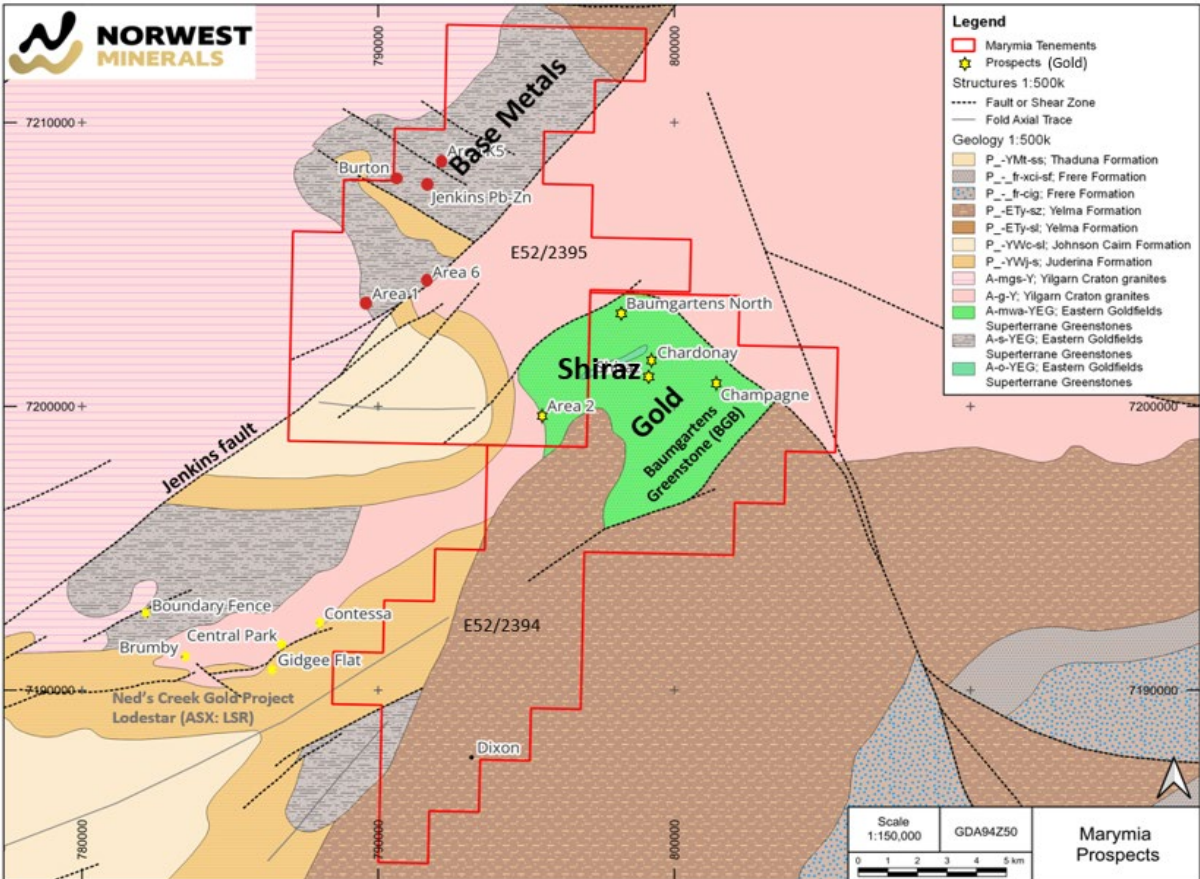 NORWEST
MINERALS
790000
800000
7210000
Base Metals
Burton
Jenkins Pb-Zn
E52/2395
Area 6
Area 1
Baumgartens North
Chardonay
Shiraz
Champagne
Area 2
Gold
Baumgartens
Greenstone (BGB)
7200000
7200000
Jenkins fault
Boundary Fence
Contessa
Central Park
Brumby
Gidgee Flat
E52/2394
7190000
7190000
Ned's Creek Gold Project
Lodestar (ASX: LSR)
Dixon
780000
790000
800000
Legend
Marymia Tenements
Prospects (Gold)
Structures 1:500k
Fault or Shear Zone
Fold Axial Trace
Geology 1:500k
P_-YMt-ss; Thaduna Formation
P_-_fr-xci-sf; Frere Formation
P_-_fr-cig; Frere Formation
P_-ETy-sz; Yelma Formation
P_-ETy-sl; Yelma Formation
P_-YWc-sl; Johnson Cairn Formation
P_-YWj-s; Juderina Formation
A-mgs-Y; Yilgarn Craton granites
A-g-Y; Yilgarn Craton granites
A-mwa-YEG; Eastern Goldfields
Superterrane Greenstones
A-s-YEG; Eastern Goldfields
Superterrane Greenstones
A-o-YEG; Eastern Goldfields
Superterrane Greenstones
Scale
1:150,000
GDA94Z50
0 1 2 3 4 5 km
Marymia
Prospects